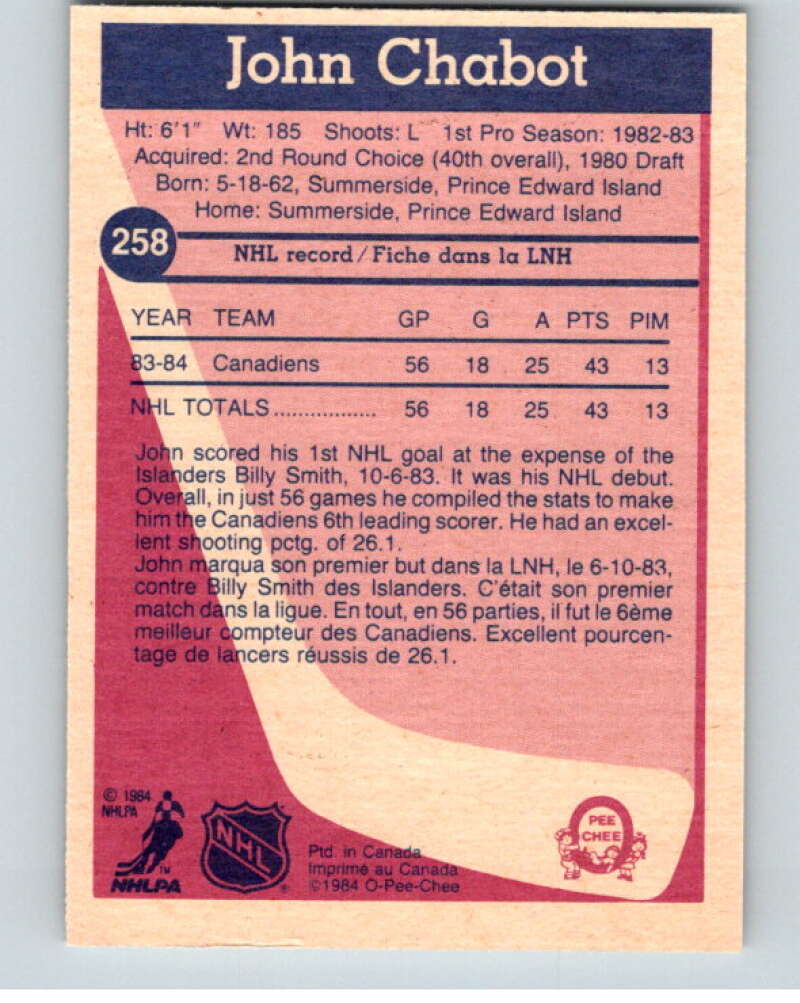 John Chabot
Ht: 6'1" Wt: 185 Shoots: L 1st Pro Season: 1982-83
Acquired: 2nd Round Choice (40th overall), 1980 Draft
Born: 5-18-62, Summerside, Prince Edward Island
Home: Summerside, Prince Edward Island
258
NHL record/Fiche dans la LNH
YEAR TEAM GP G A PTS PIM
83-84 Canadiens 56 18 25 43 13
NHL TOTALS................. 56 18 25 43 13
John scored his 1st NHL goal at the expense of the
Islanders Billy Smith, 10-6-83. It was his NHL debut.
Overall, in just 56 games he compiled the stats to make
him the Canadiens 6th leading scorer. He had an excel-
lent shooting pctg. of 26.1.
John marqua son premier but dans la LNH, le 6-10-83,
contre Billy Smith des Islanders. C'était son premier
match dans la ligue. En tout, en 56 parties, il fut le 6ème
meilleur compteur des Canadiens. Excellent pourcen-
tage de lancers réussis de 26.1.
© 1984
NHLPA
TM
NHLPA
NHL
®
Ptd. in Canada
Imprimé au Canada
©1984 O-Pee-Chee
PEE
CHEE